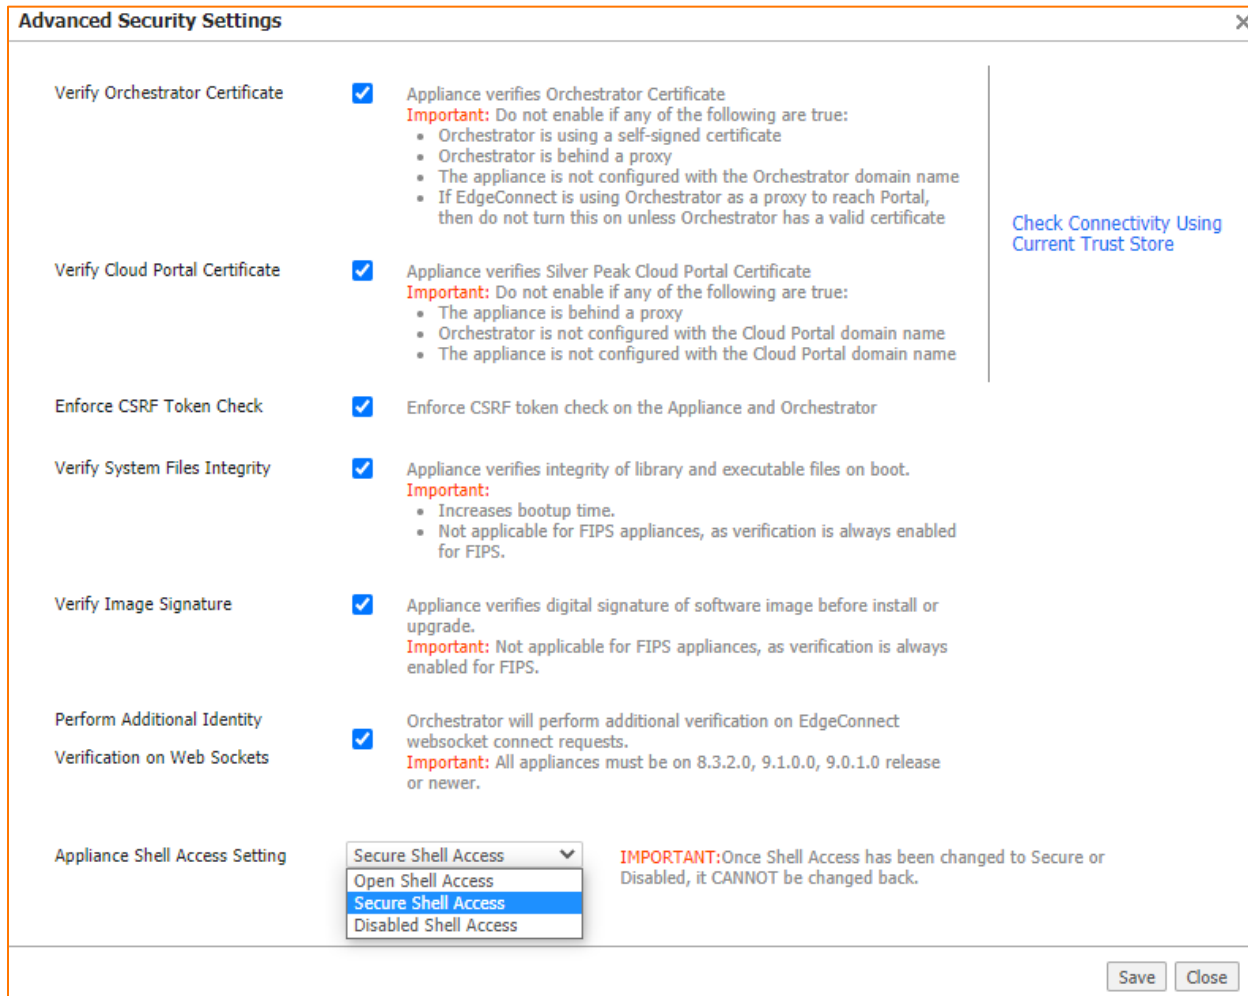 Advanced Security Settings
Verify Orchestrator Certificate
Appliance verifies Orchestrator Certificate
Important: Do not enable if any of the following are true:
• Orchestrator is using a self-signed certificate
• Orchestrator is behind a proxy
• The appliance is not configured with the Orchestrator domain name
• If EdgeConnect is using Orchestrator as a proxy to reach Portal,
then do not turn this on unless Orchestrator has a valid certificate
Check Connectivity Using
Current Trust Store
Verify Cloud Portal Certificate
Appliance verifies Silver Peak Cloud Portal Certificate
Important: Do not enable if any of the following are true:
• The appliance is behind a proxy
• Orchestrator is not configured with the Cloud Portal domain name
• The appliance is not configured with the Cloud Portal domain name
Enforce CSRF Token Check
Enforce CSRF token check on the Appliance and Orchestrator
Verify System Files Integrity
Appliance verifies integrity of library and executable files on boot.
Important:
• Increases bootup time.
• Not applicable for FIPS appliances, as verification is always enabled
for FIPS.
Verify Image Signature
Appliance verifies digital signature of software image before install or
upgrade.
Important: Not applicable for FIPS appliances, as verification is always
enabled for FIPS.
Perform Additional Identity
Verification on Web Sockets
Orchestrator will perform additional verification on EdgeConnect
websocket connect requests.
Important: All appliances must be on 8.3.2.0, 9.1.0.0, 9.0.1.0 release
or newer.
Appliance Shell Access Setting
Secure Shell Access
Open Shell Access
Secure Shell Access
Disabled Shell Access
IMPORTANT:Once Shell Access has been changed to Secure or
Disabled, it CANNOT be changed back.
Save
Close